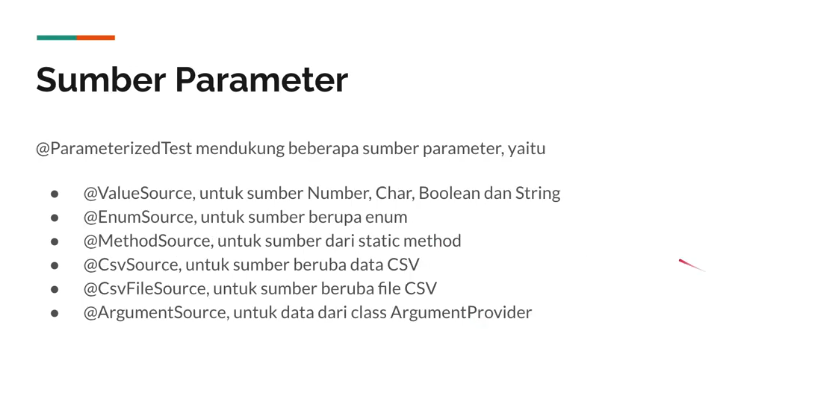 Sumber Parameter
@ParameterizedTest mendukung beberapa sumber parameter, yaitu
● @ValueSource, untuk sumber Number, Char, Boolean dan String
● @EnumSource, untuk sumber berupa enum
● @MethodSource, untuk sumber dari static method
● @CsvSource, untuk sumber beruba data CSV
● @CsvFileSource, untuk sumber beruba file CSV
● @ArgumentSource, untuk data dari class ArgumentProvider